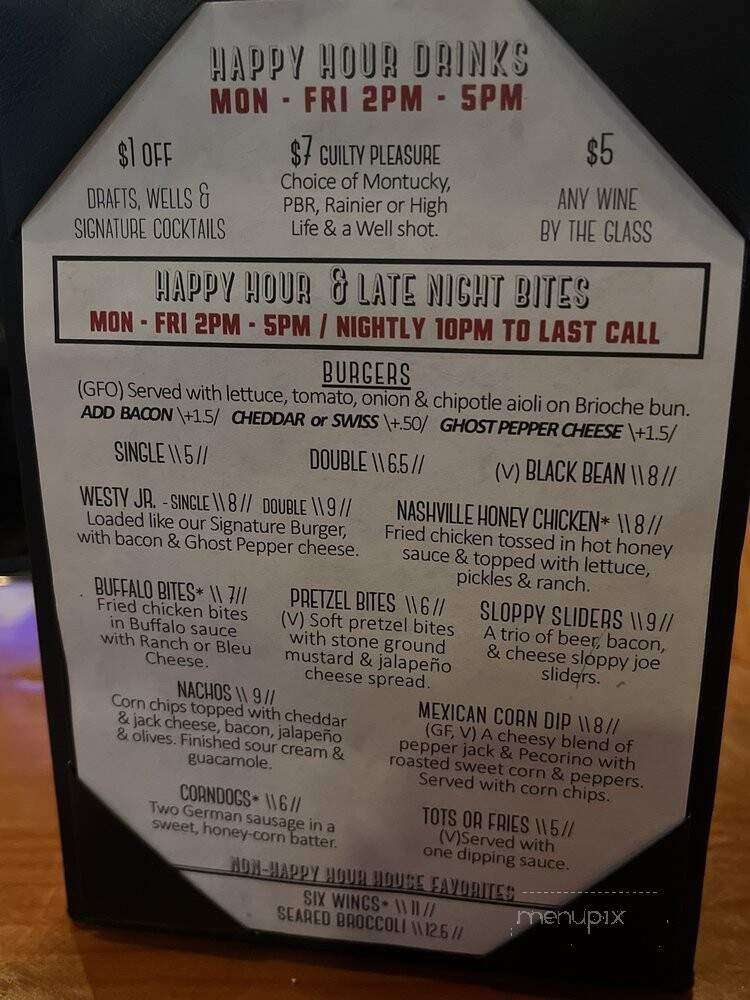 HAPPY HOUR DRINKS
MON - FRI 2PM - 5PM
$1 OFF
DRAFTS, WELLS &
SIGNATURE COCKTAILS
$7 GUILTY PLEASURE
Choice of Montucky,
PBR, Rainier or High
Life & a Well shot.
$5
ANY WINE
BY THE GLASS
HAPPY HOUR & LATE NIGHT BITES
MON - FRI 2PM - 5PM / NIGHTLY 10PM TO LAST CALL
BURGERS
(GFO) Served with lettuce, tomato, onion & chipotle aioli on Brioche bun.
ADD BACON \+1.5/ CHEDDAR or SWISS \+.50/ GHOST PEPPER CHEESE \+1.5/
SINGLE \\ 5 //
DOUBLE \\ 6.5 //
(V) BLACK BEAN \\ 8 //
WESTY JR. - SINGLE \\ 8 // DOUBLE \\ 9 //
Loaded like our Signature Burger,
with bacon & Ghost Pepper cheese.
NASHVILLE HONEY CHICKEN* \\ 8 //
Fried chicken tossed in hot honey
sauce & topped with lettuce,
pickles & ranch.
BUFFALO BITES* \\ 7//
Fried chicken bites
in Buffalo sauce
with Ranch or Bleu
Cheese.
PRETZEL BITES \\ 6 //
(V) Soft pretzel bites
with stone ground
mustard & jalapeño
cheese spread.
SLOPPY SLIDERS \\ 9 //
A trio of beer, bacon,
& cheese sloppy joe
sliders.
NACHOS \\ 9 //
Corn chips topped with cheddar
& jack cheese, bacon, jalapeño
& olives. Finished sour cream &
guacamole.
MEXICAN CORN DIP \\ 8 //
(GF, V) A cheesy blend of
pepper jack & Pecorino with
roasted sweet corn & peppers.
Served with corn chips.
CORNDOGS* \\ 6 //
Two German sausage in a
sweet, honey-corn batter.
TOTS OR FRIES \\ 5 //
(V)Served with
one dipping sauce.
NON-HAPPY HOUR HOUSE FAVORITES
SIX WINGS* \\ 11 //
SEARED BROCCOLI \\ 12.5 //
menupix